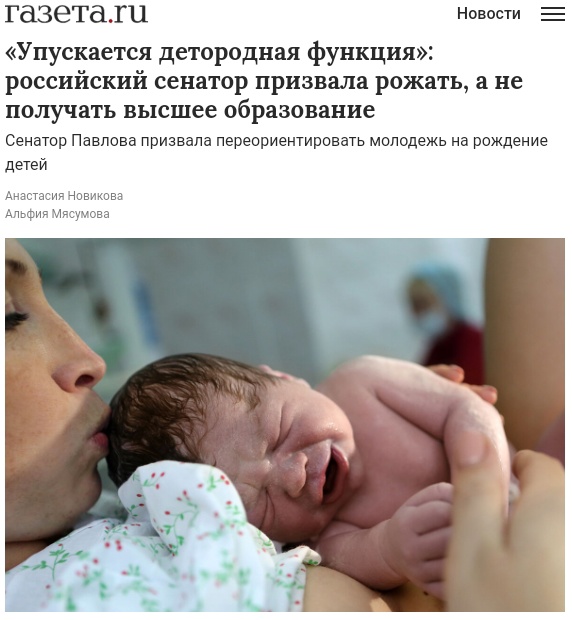 газета.ru
Новости
«Упускается детородная функция»:
российский сенатор призвала рожать, а не
получать высшее образование
Сенатор Павлова призвала переориентировать молодежь на рождение
детей
Анастасия Новикова
Альфия Мясумова